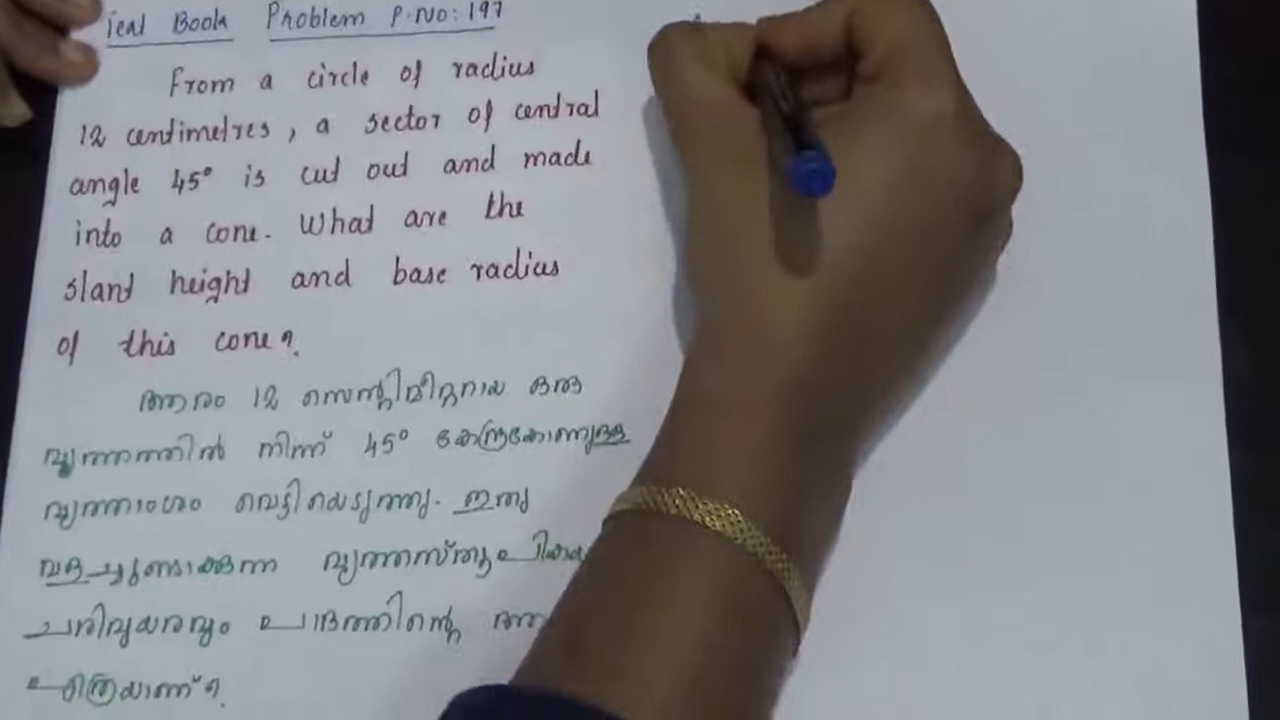 Book Problem P.No: 197
From a circle of radius
12 centimetres, a sector of central
angle 45° is cut out and made
into a cone. What are the
slant height and base radius
of this cone?
ആരം 12 സെന്റിമീറ്ററായ ഒരു
വൃത്തത്തിൽ നിന്ന് 45° കേന്ദ്രകോണുള്ള
വൃത്താംശം വെട്ടിയെടുത്തു. ഇതു
വളച്ചുണ്ടാക്കുന്ന
ചരിവുയരവും പാദത്തിന്റെ
എത്രയാണ്?